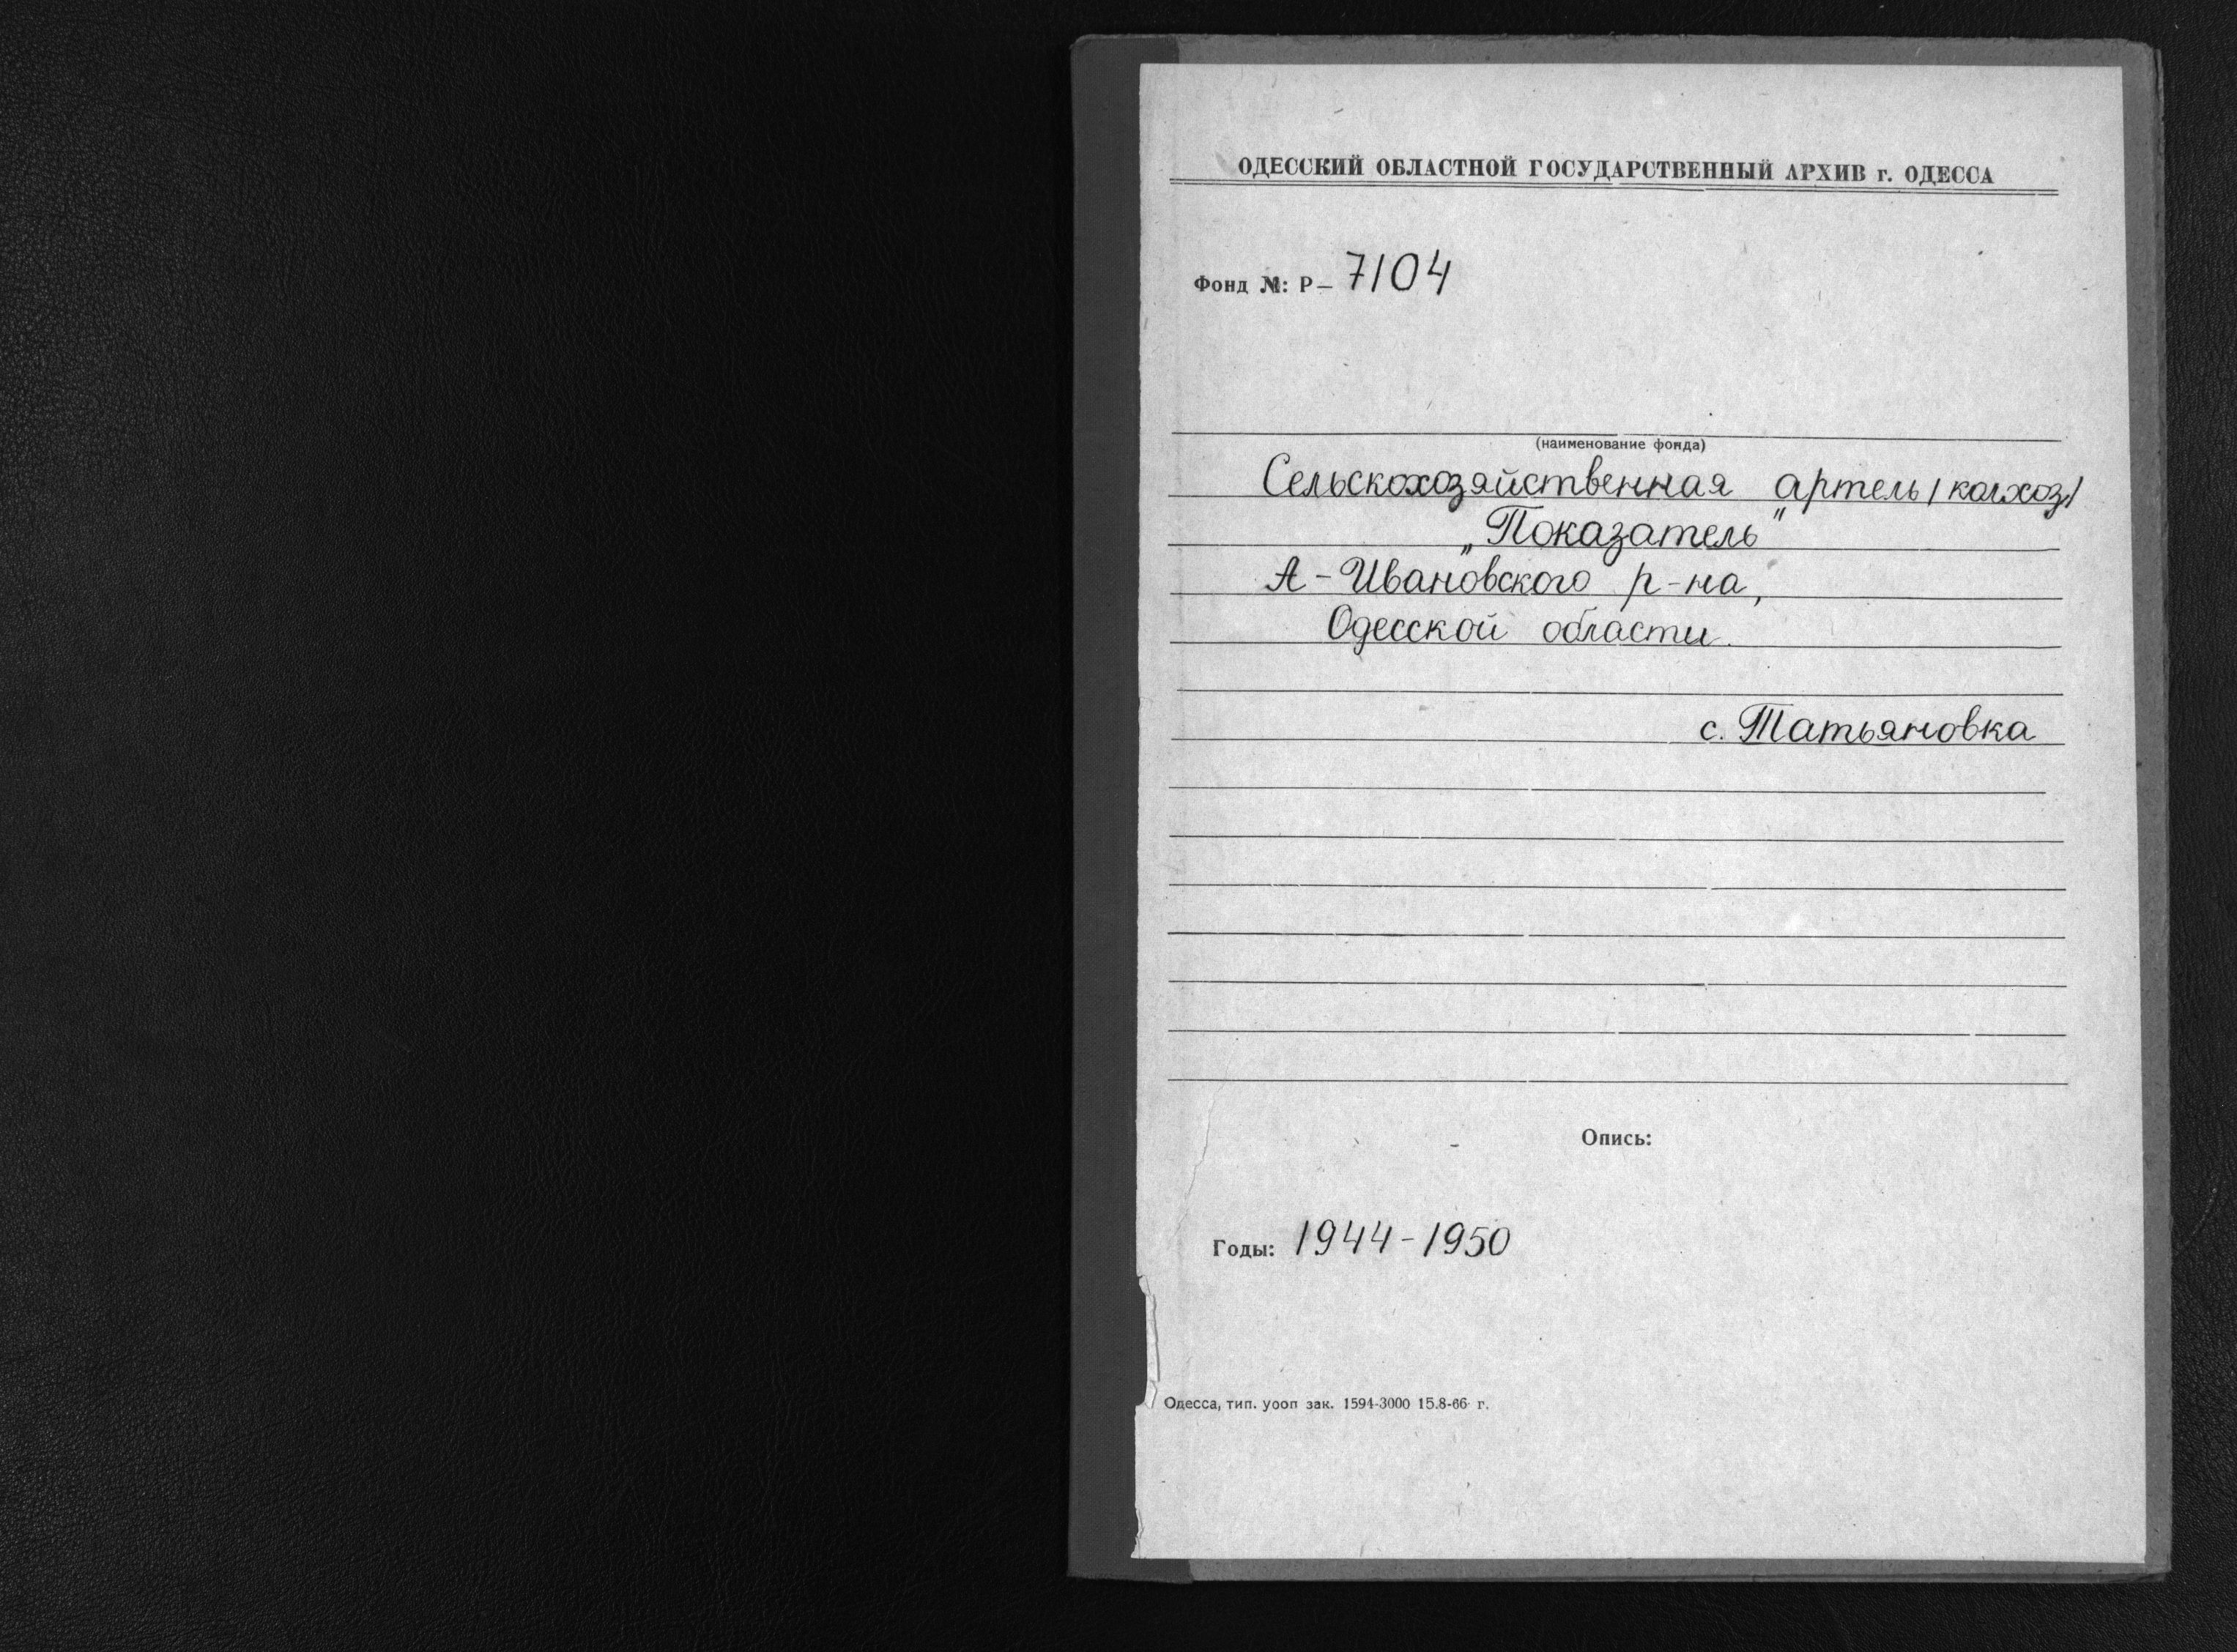 ОДЕССКИЙ ОБЛАСТНОЙ ГОСУДАРСТВЕННЫЙ АРХИВ г. ОДЕССА
Фонд №: Р— 7104
(наименование фонда)
Сельскохозяйственная артель /колхоз/
„Показатель"
А-Ивановского р-на,
Одесской области.
с. Татьяновка
Опись:
Годы: 1944-1950
Одесса, тип. уооп зак. 1594-3000 15.8-66 г.